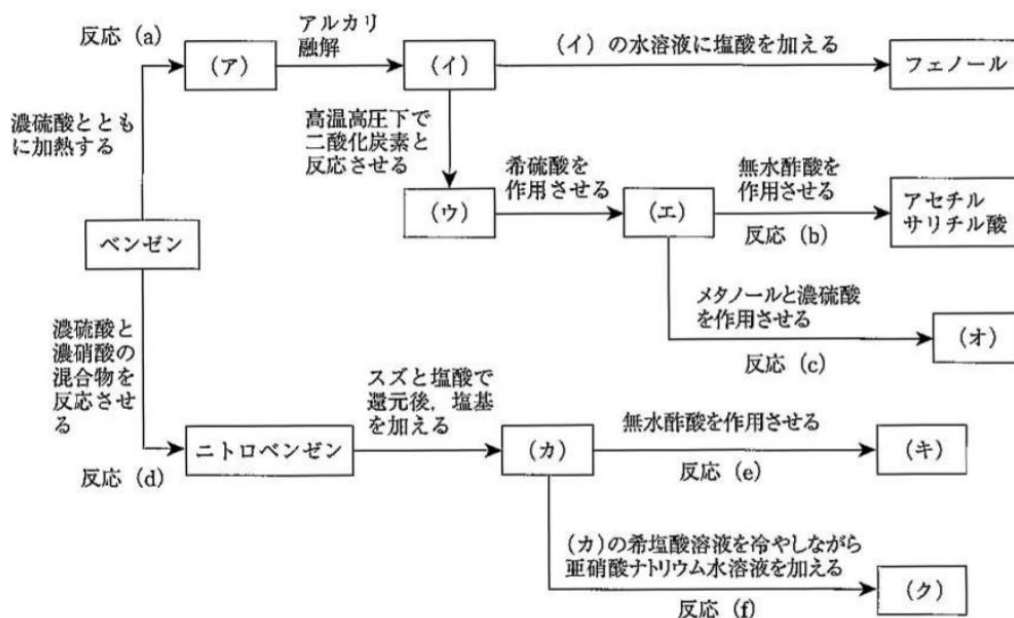 反応(a)
(ア)
アルカリ
融解
(イ)
(イ)の水溶液に塩酸を加える
フェノール
濃硫酸ととも
に加熱する
高温高圧下で
二酸化炭素と
反応させる
(ウ)
希硫酸を
作用させる
(エ)
無水酢酸を
作用させる
反応(b)
アセチル
サリチル酸
ベンゼン
メタノールと濃硫酸
を作用させる
反応(c)
(オ)
濃硫酸と
濃硝酸の
混合物を
反応させ
る
反応(d)
ニトロベンゼン
スズと塩酸で
還元後,塩基
を加える
(カ)
無水酢酸を作用させる
反応(e)
(キ)
(カ)の希塩酸溶液を冷やしながら
亜硝酸ナトリウム水溶液を加える
反応(f)
(ク)